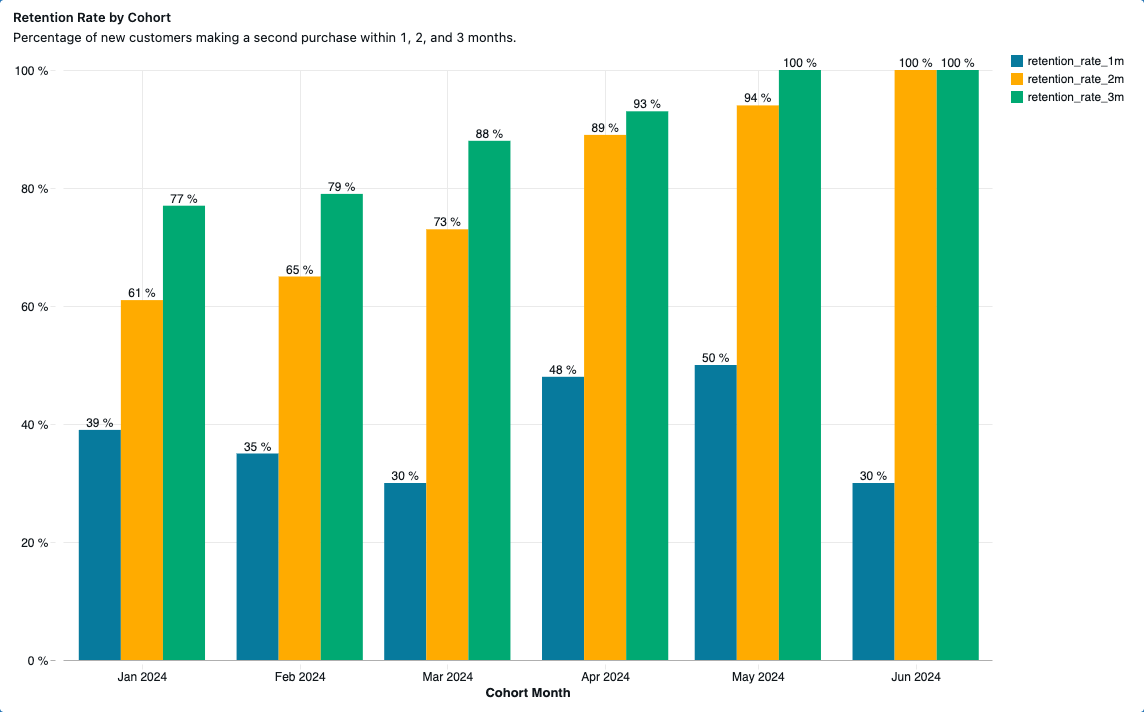 Retention Rate by Cohort
Percentage of new customers making a second purchase within 1, 2, and 3 months.
retention_rate_1m
retention_rate_2m
retention_rate_3m
100 %
80 %
60 %
40 %
20 %
0 %
39 %
61 %
77 %
35 %
65 %
79 %
30 %
73 %
88 %
48 %
89 %
93 %
50 %
94 %
100 %
30 %
100 %
100 %
Jan 2024
Feb 2024
Mar 2024
Apr 2024
May 2024
Jun 2024
Cohort Month